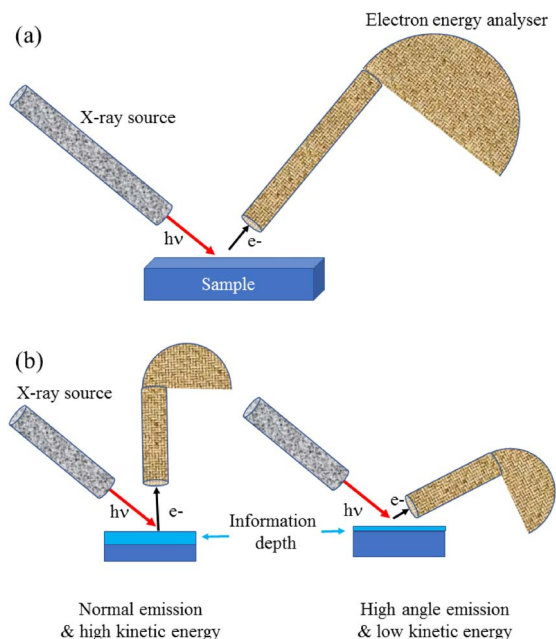 (a)
Electron energy analyser
X-ray source
hν
e-
Sample
(b)
X-ray source
hν
e-
hν
e-
Information
depth
Normal emission
& high kinetic energy
High angle emission
& low kinetic energy